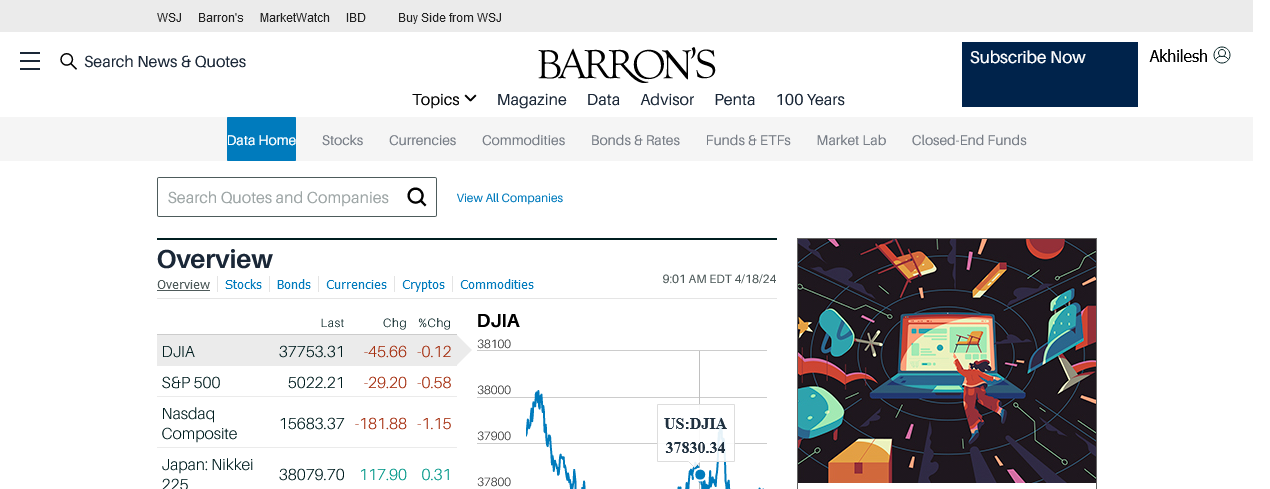 WSJ Barron's MarketWatch IBD Buy Side from WSJ
Search News & Quotes
BARRON'S
Subscribe Now
Akhilesh
Topics Magazine Data Advisor Penta 100 Years
Data Home Stocks Currencies Commodities Bonds & Rates Funds & ETFs Market Lab Closed-End Funds
Search Quotes and Companies
View All Companies
Overview
Overview Stocks Bonds Currencies Cryptos Commodities
9:01 AM EDT 4/18/24
Last Chg %Chg
DJIA 37753.31 -45.66 -0.12
S&P 500 5022.21 -29.20 -0.58
Nasdaq
Composite 15683.37 -181.88 -1.15
Japan: Nikkei
225 38079.70 117.90 0.31
DJIA
38100
38000
37900
37800
US:DJIA
37830.34